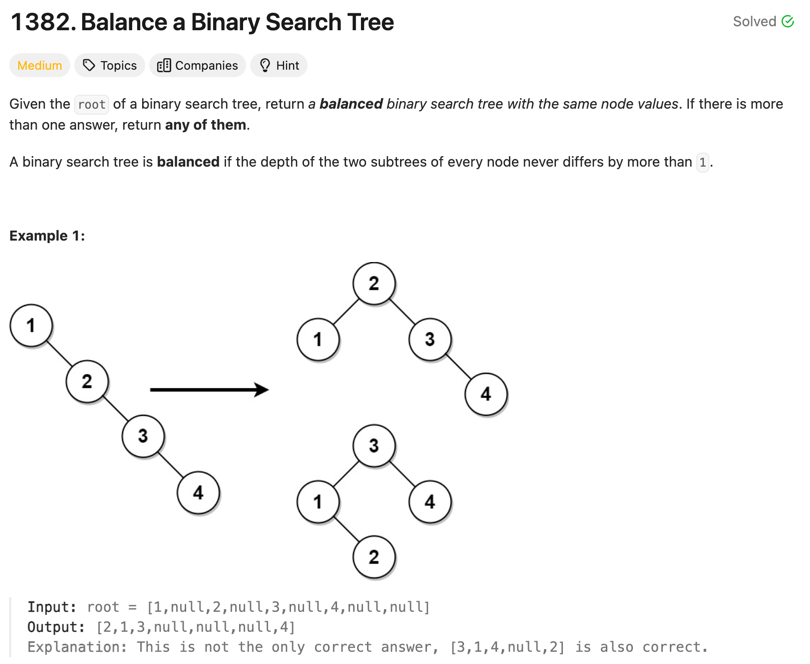 1382. Balance a Binary Search Tree
Solved
Medium Topics Companies Hint
Given the root of a binary search tree, return a balanced binary search tree with the same node values. If there is more
than one answer, return any of them.
A binary search tree is balanced if the depth of the two subtrees of every node never differs by more than 1.
Example 1:
1
2
3
4
2
1
3
4
3
1
4
2
Input: root = [1,null,2,null,3,null,4,null,null]
Output: [2,1,3,null,null,null,4]
Explanation: This is not the only correct answer, [3,1,4,null,2] is also correct.